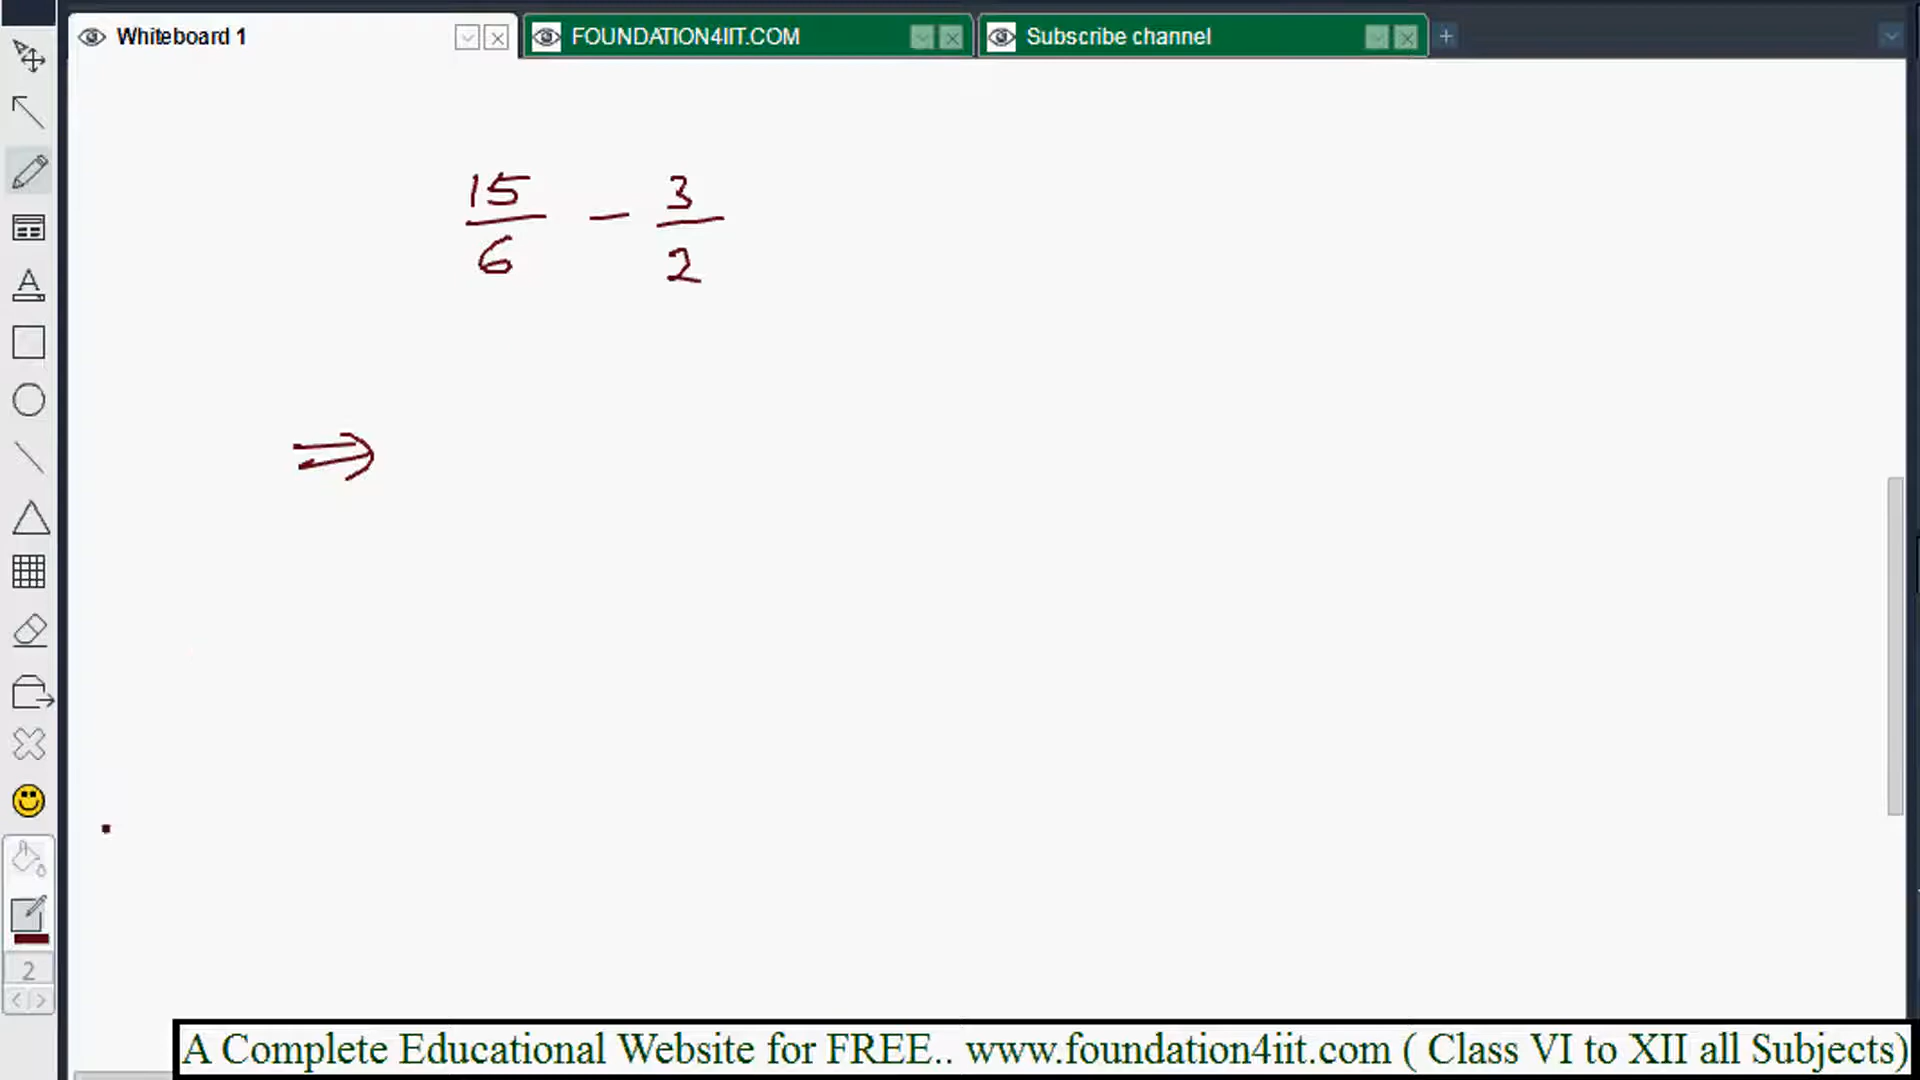 Whiteboard 1 FOUNDATION4IIT.COM Subscribe channel
15/6 - 3/2
⇒
2
A Complete Educational Website for FREE.. www.foundation4iit.com ( Class VI to XII all Subjects)